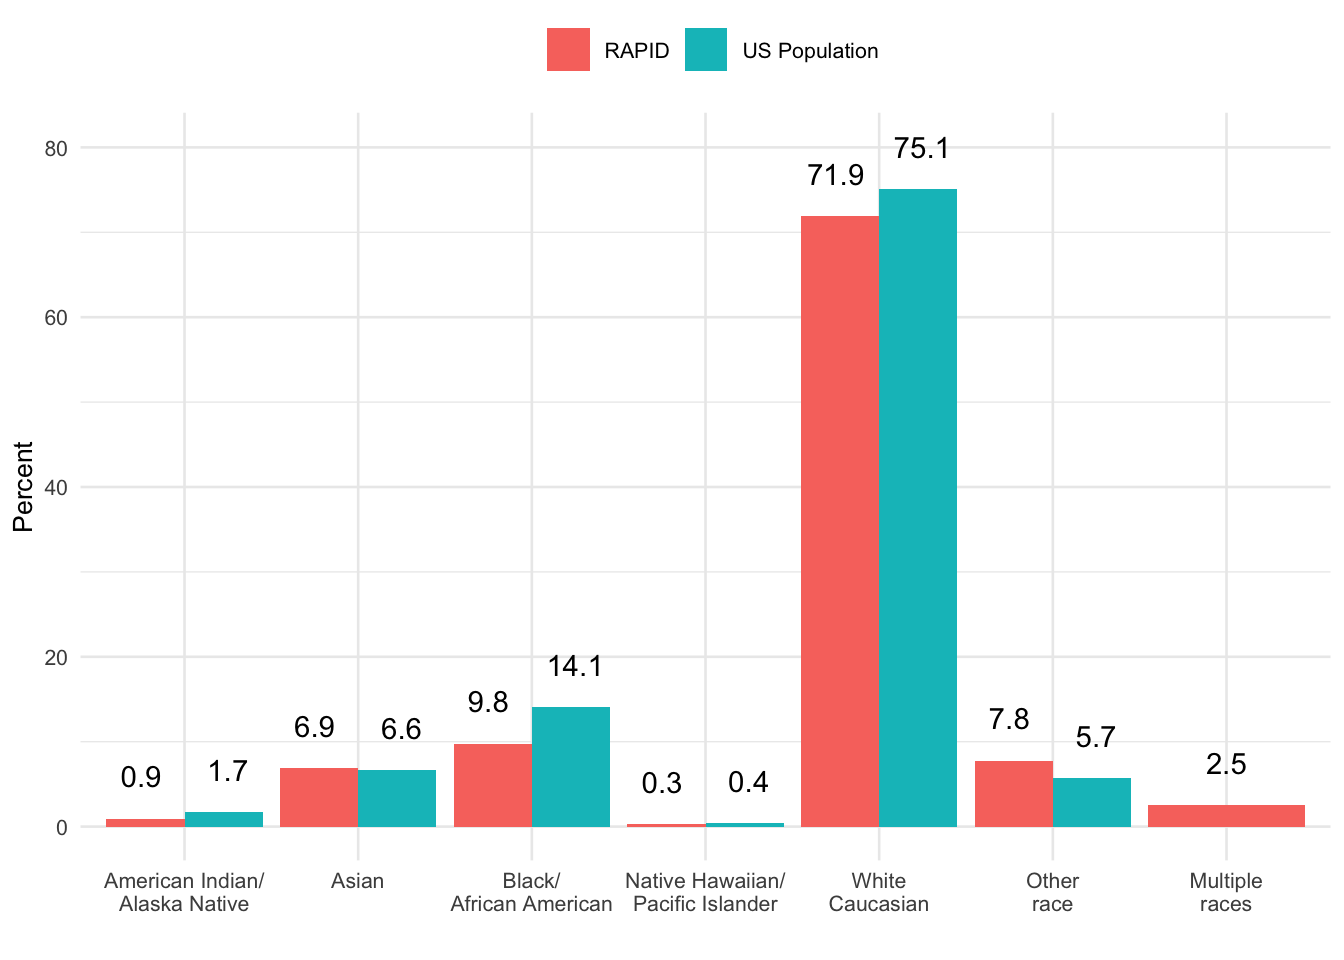 RAPID US Population
80
60
40
20
0
Percent
0.9 1.7 6.9 6.6 9.8 14.1 0.3 0.4 71.9 75.1 7.8 5.7 2.5
American Indian/ Asian Black/ Native Hawaiian/ White Other Multiple
Alaska Native African American Pacific Islander Caucasian race races